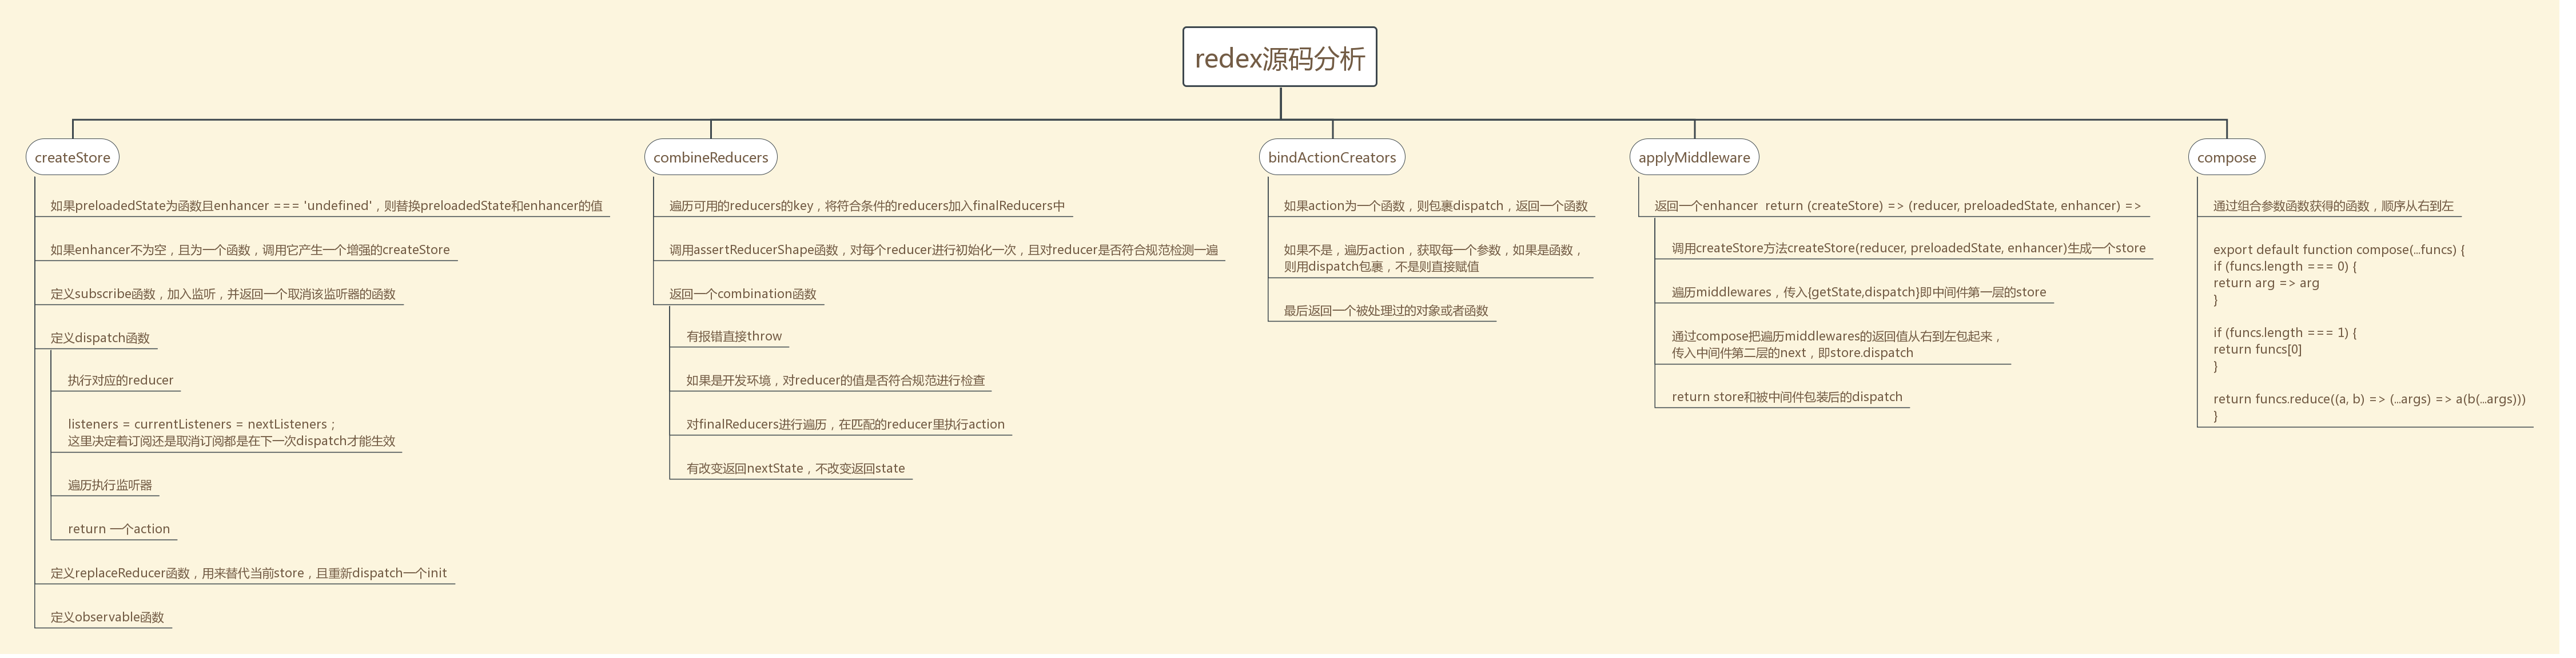 redex源码分析
createStore
如果preloadedState为函数且enhancer === 'undefined'，则替换preloadedState和enhancer的值
如果enhancer不为空，且为一个函数，调用它产生一个增强的createStore
定义subscribe函数，加入监听，并返回一个取消该监听器的函数
定义dispatch函数
执行对应的reducer
listeners = currentListeners = nextListeners；
这里决定着订阅还是取消订阅都是在下一次dispatch才能生效
遍历执行监听器
return 一个action
定义replaceReducer函数，用来替代当前store，且重新dispatch一个init
定义observable函数
combineReducers
遍历可用的reducers的key，将符合条件的reducers加入finalReducers中
调用assertReducerShape函数，对每个reducer进行初始化一次，且对reducer是否符合规范检测一遍
返回一个combination函数
有报错直接throw
如果是开发环境，对reducer的值是否符合规范进行检查
对finalReducers进行遍历，在匹配的reducer里执行action
有改变返回nextState，不改变返回state
bindActionCreators
如果action为一个函数，则包裹dispatch，返回一个函数
如果不是，遍历action，获取每一个参数，如果是函数，
则用dispatch包裹，不是则直接赋值
最后返回一个被处理过的对象或者函数
applyMiddleware
返回一个enhancer  return (createStore) => (reducer, preloadedState, enhancer) =>
调用createStore方法createStore(reducer, preloadedState, enhancer)生成一个store
遍历middlewares，传入{getState,dispatch}即中间件第一层的store
通过compose把遍历middlewares的返回值从右到左包起来，
传入中间件第二层的next，即store.dispatch
return store和被中间件包装后的dispatch
compose
通过组合参数函数获得的函数，顺序从右到左
export default function compose(...funcs) {
if (funcs.length === 0) {
return arg => arg
}
if (funcs.length === 1) {
return funcs[0]
}
return funcs.reduce((a, b) => (...args) => a(b(...args)))
}